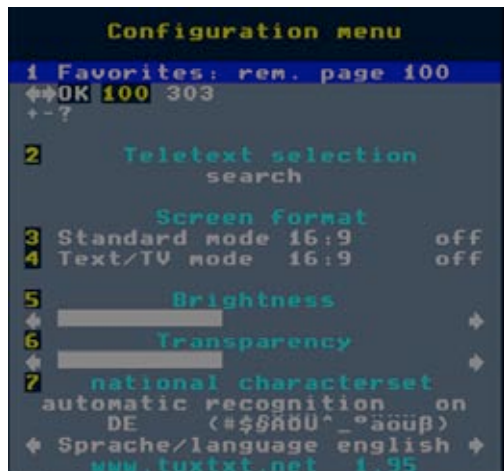 Configuration menu
1 Favorites: rem. page 100
OK 100 303
+-?
2 Teletext selection
search
Screen format
3 Standard mode 16:9 off
4 Text/TV mode 16:9 off
5 Brightness
6 Transparency
7 national characterset
automatic recognition on
DE (#$§ÄÖÜ^_°äöüß)
Sprache/language english
www.tuxtxt.net 1.95